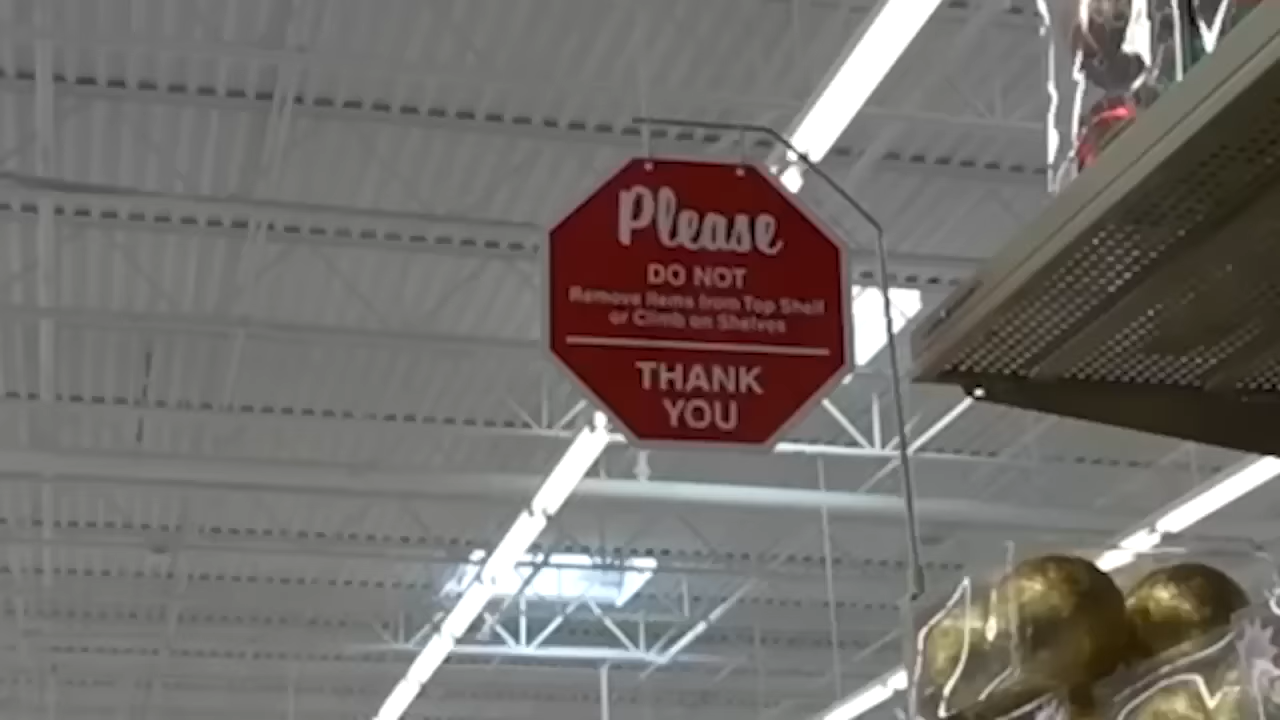 Please
DO NOT
Remove Items from Top Shelf
or Climb on Shelves
THANK
YOU